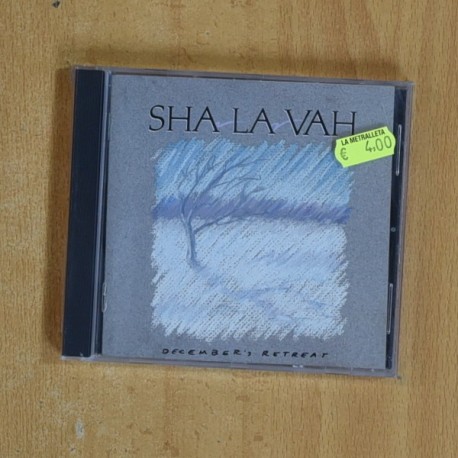 SHA LA VAH
LA METRALLETA
€ 4,00
DECEMBER'S RETREAT